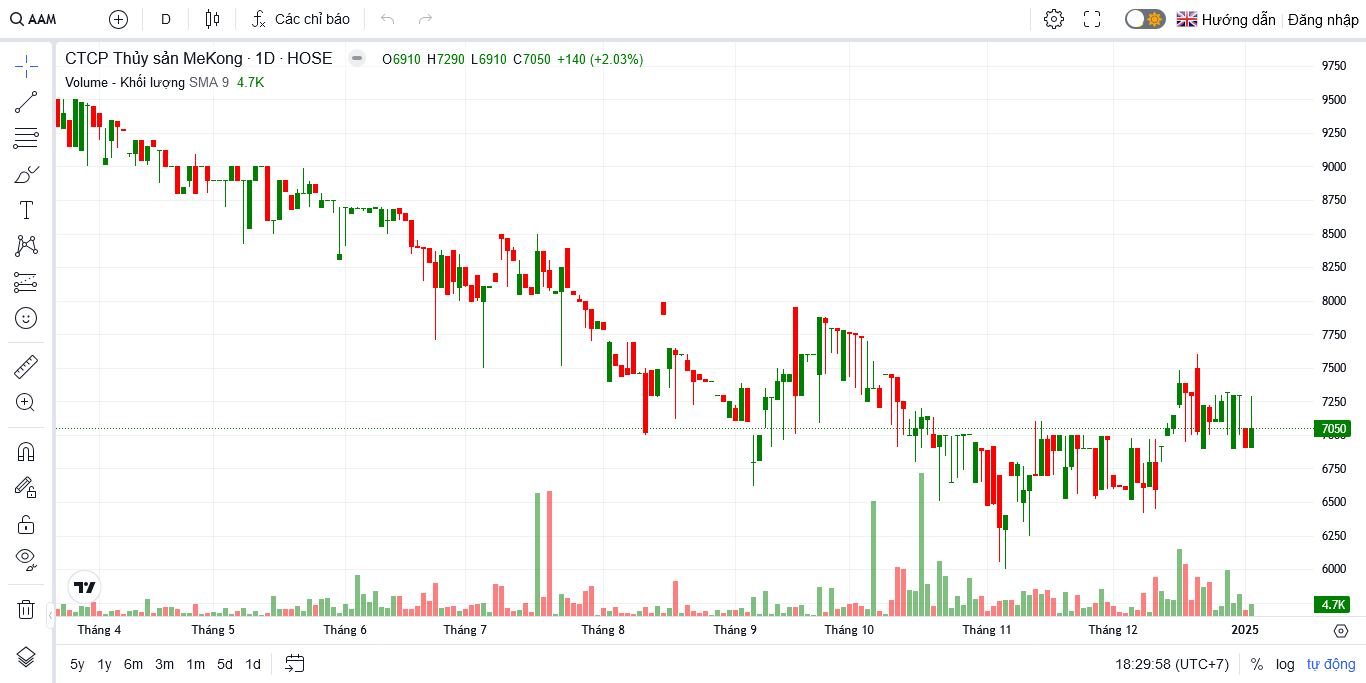 AAM D Các chỉ báo Hướng dẫn Đăng nhập
CTCP Thủy sản MeKong · 1D · HOSE O6910 H7290 L6910 C7050 +140 (+2.03%)
Volume - Khối lượng SMA 9 4.7K
9750
9500
9250
9000
8750
8500
8250
8000
7750
7500
7250
7050
7000
6750
6500
6250
6000
4.7K
Tháng 4 Tháng 5 Tháng 6 Tháng 7 Tháng 8 Tháng 9 Tháng 10 Tháng 11 Tháng 12 2025
5y 1y 6m 3m 1m 5d 1d 18:29:58 (UTC+7) % log tự động